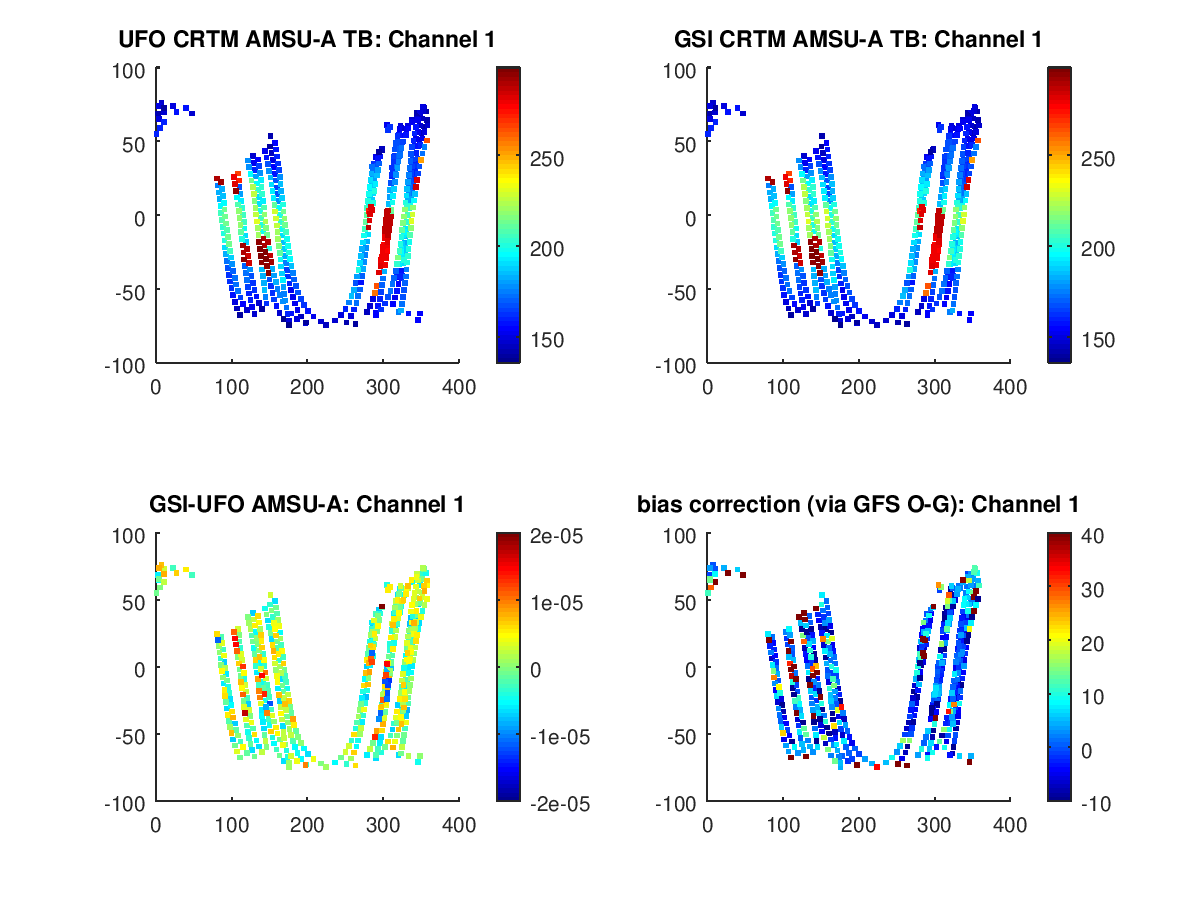 UFO CRTM AMSU-A TB: Channel 1
100
50
0
-50
-100
0 100 200 300 400
250
200
150
GSI CRTM AMSU-A TB: Channel 1
100
50
0
-50
-100
0 100 200 300 400
250
200
150
GSI-UFO AMSU-A: Channel 1
100
50
0
-50
-100
0 100 200 300 400
2e-05
1e-05
0
-1e-05
-2e-05
bias correction (via GFS O-G): Channel 1
100
50
0
-50
-100
0 100 200 300 400
40
30
20
10
0
-10